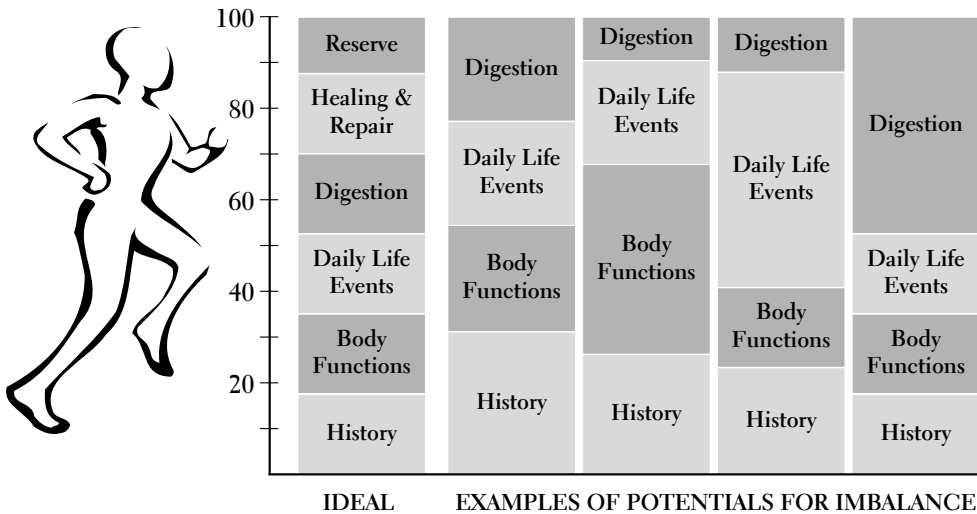 100
80
60
40
20
Reserve
Healing &
Repair
Digestion
Daily Life
Events
Body
Functions
History
Digestion
Daily Life
Events
Body
Functions
History
Digestion
Daily Life
Events
Body
Functions
History
Digestion
Daily Life
Events
Body
Functions
History
Digestion
Daily Life
Events
Body
Functions
History
IDEAL
EXAMPLES OF POTENTIALS FOR IMBALANCE